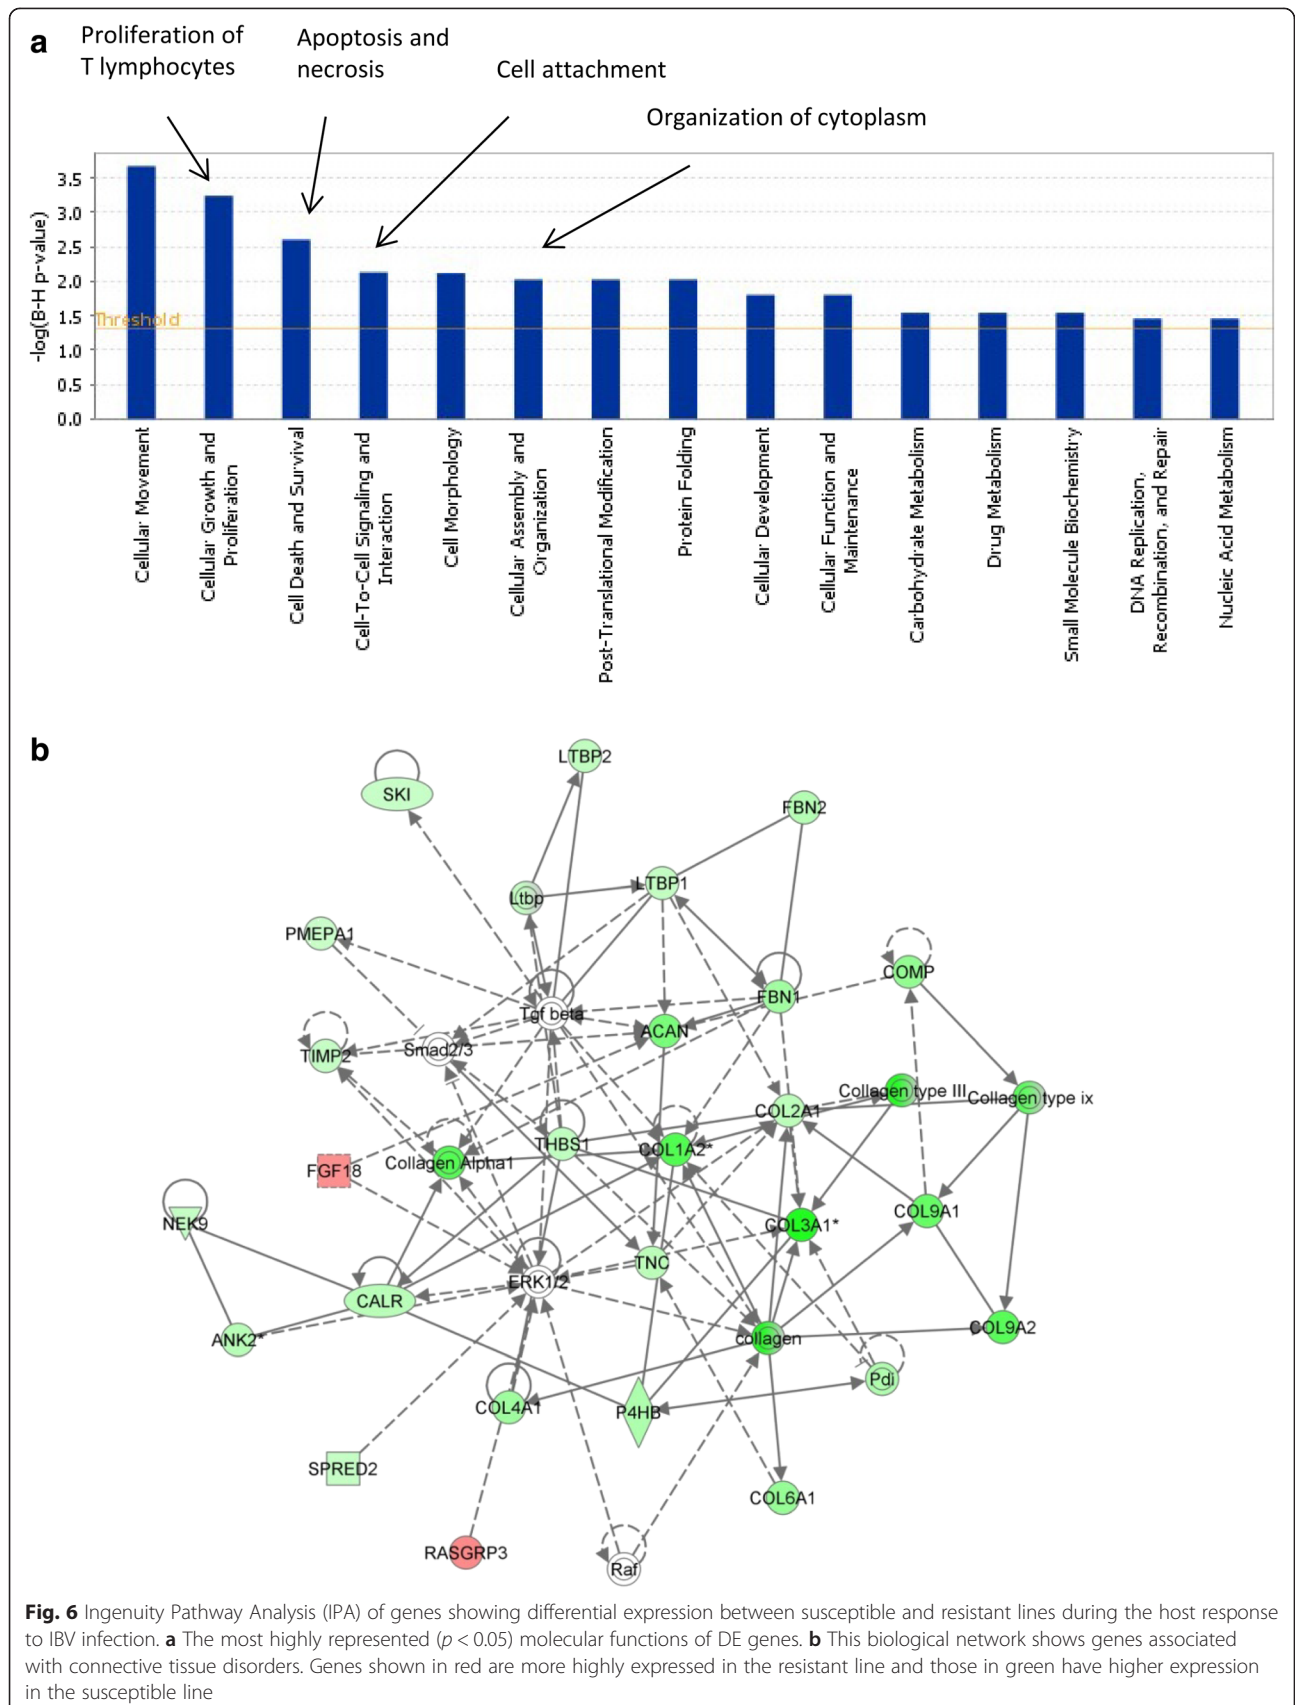 a
Proliferation of
T lymphocytes
Apoptosis and
necrosis
Cell attachment
Organization of cytoplasm
-log(B-H p-value)
3.5
3.0
2.5
2.0
1.5
1.0
0.5
0.0
Threshold
Cellular Movement
Cellular Growth and
Proliferation
Cell Death and Survival
Cell-To-Cell Signaling and
Interaction
Cell Morphology
Cellular Assembly and
Organization
Post-Translational Modification
Protein Folding
Cellular Development
Cellular Function and
Maintenance
Carbohydrate Metabolism
Drug Metabolism
Small Molecule Biochemistry
DNA Replication,
Recombination, and Repair
Nucleic Acid Metabolism
b
LTBP2
SKI
FBN2
LTBP1
Ltbp
PMEPA1
COMP
FBN1
Tgf beta
ACAN
Smad2/3
TIMP2
Collagen type III
Collagen type ix
COL2A1
THBS1
COL1A2*
Collagen Alpha1
FGF18
NEK9
COL9A1
COL3A1*
TNC
ERK1/2
CALR
ANK2*
collagen
COL9A2
Pdi
COL4A1
P4HB
SPRED2
COL6A1
RASGRP3
Raf
Fig. 6 Ingenuity Pathway Analysis (IPA) of genes showing differential expression between susceptible and resistant lines during the host response
to IBV infection. a The most highly represented (p < 0.05) molecular functions of DE genes. b This biological network shows genes associated
with connective tissue disorders. Genes shown in red are more highly expressed in the resistant line and those in green have higher expression
in the susceptible line